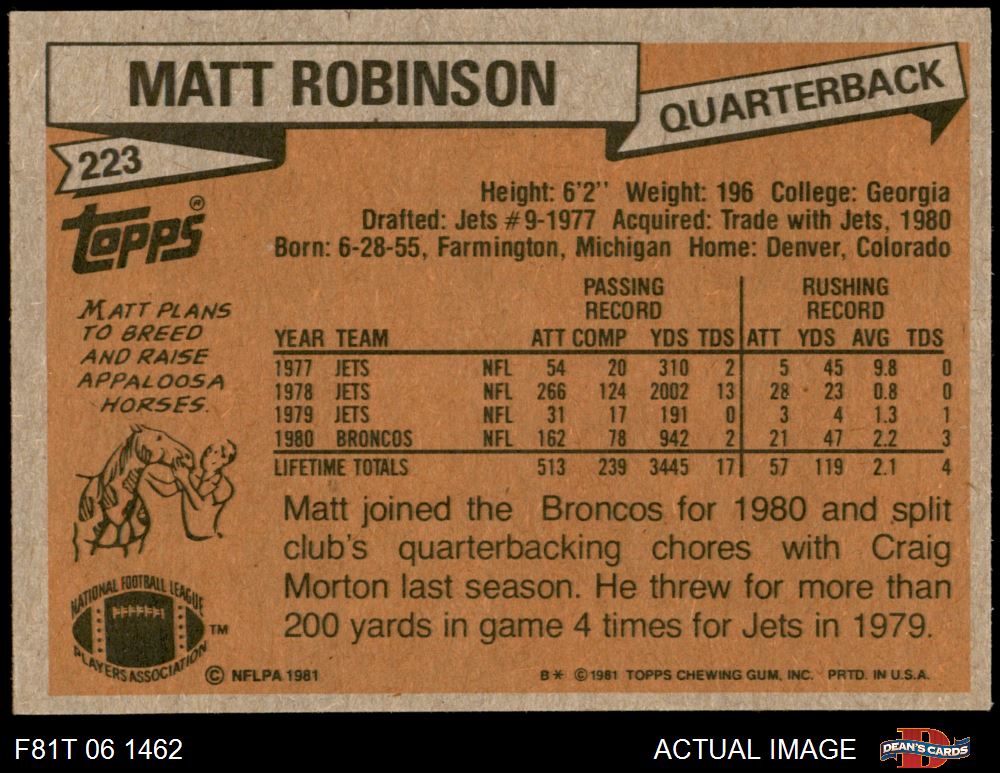 MATT ROBINSON
QUARTERBACK
223
TOPPS®
Height: 6'2'' Weight: 196 College: Georgia
Drafted: Jets #9-1977 Acquired: Trade with Jets, 1980
Born: 6-28-55, Farmington, Michigan Home: Denver, Colorado
MATT PLANS
TO BREED
AND RAISE
APPALOOSA
HORSES.
PASSING RUSHING
RECORD RECORD
YEAR TEAM ATT COMP YDS TDS ATT YDS AVG TDS
1977 JETS NFL 54 20 310 2 5 45 9.8 0
1978 JETS NFL 266 124 2002 13 28 23 0.8 0
1979 JETS NFL 31 17 191 0 3 4 1.3 1
1980 BRONCOS NFL 162 78 942 2 21 47 2.2 3
LIFETIME TOTALS 513 239 3445 17 57 119 2.1 4
Matt joined the Broncos for 1980 and split
club's quarterbacking chores with Craig
Morton last season. He threw for more than
200 yards in game 4 times for Jets in 1979.
NATIONAL FOOTBALL LEAGUE
PLAYERS ASSOCIATION
TM
© NFLPA 1981
B* ©1981 TOPPS CHEWING GUM, INC. PRTD. IN U.S.A.
F81T 06 1462
ACTUAL IMAGE
DEAN'S CARDS